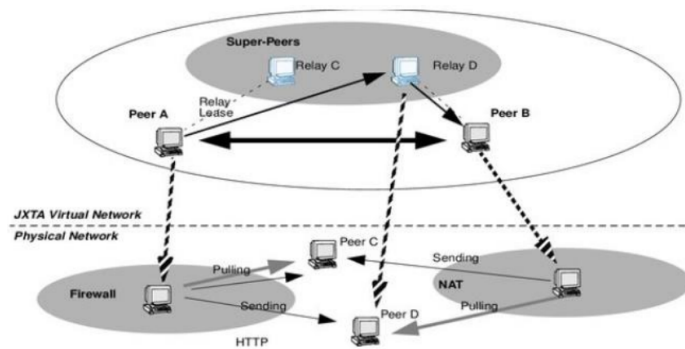 Super-Peers
Relay C
Relay D
Relay
Lease
Peer A
Peer B
JXTA Virtual Network
Physical Network
Peer C
Pulling
Sending
Firewall
NAT
Sending
Pulling
Peer D
HTTP